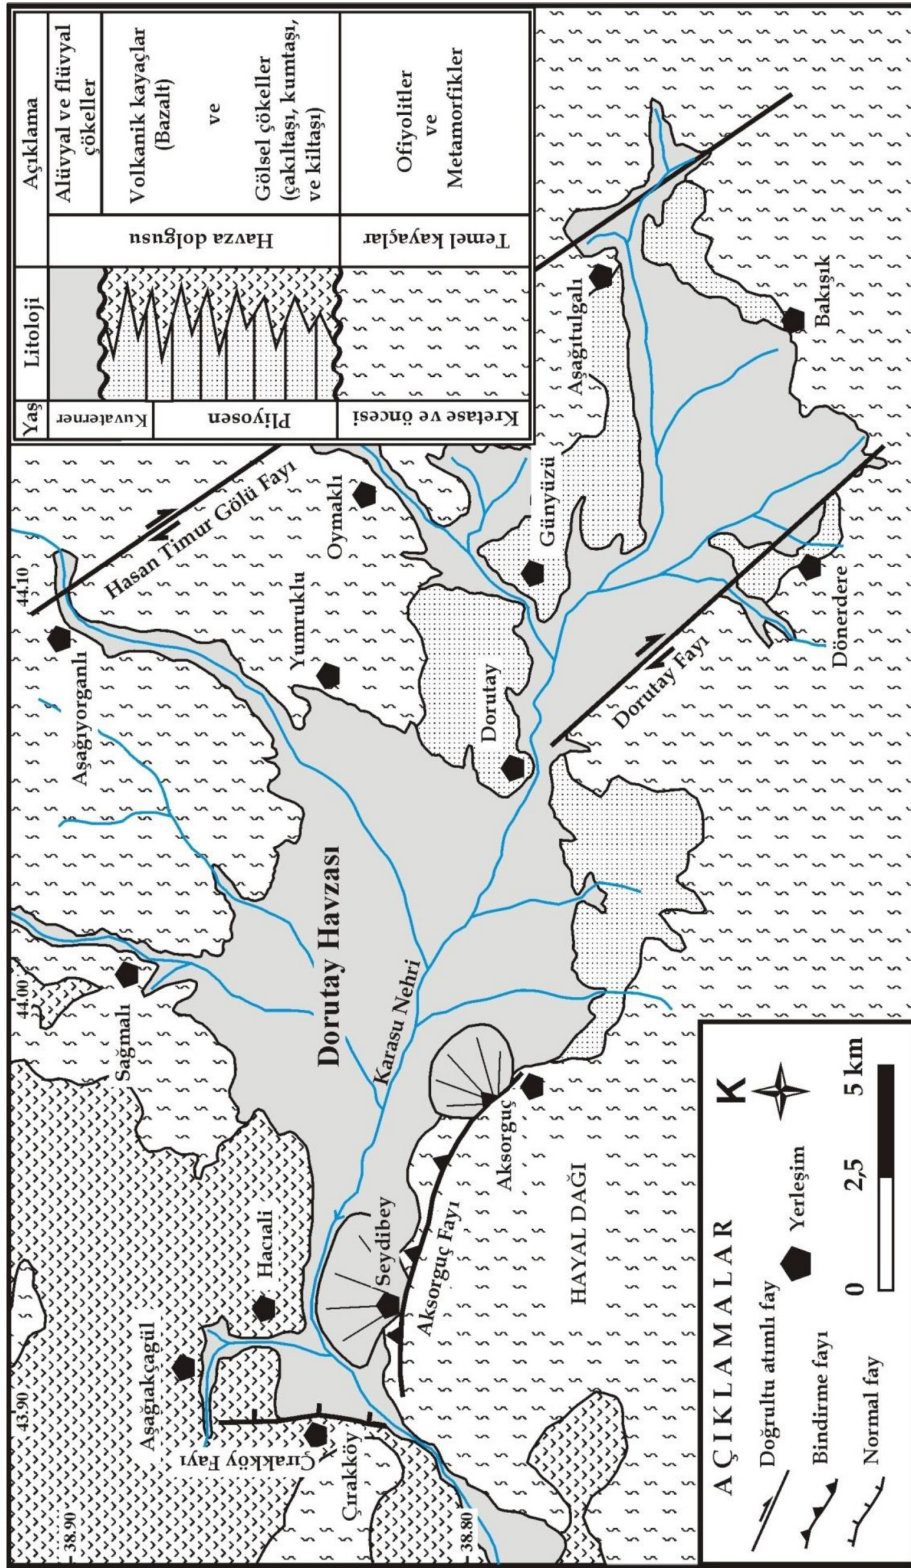 Yaş
Litoloji
Açıklama
Kuvaterner
Pliyosen
Kretase ve öncesi
Havza dolgusu
Temel kayaçlar
Alüvyal ve flüvyal
çökeller
Volkanik kayaçlar
(Bazalt)
ve
Gölsel çökeller
(çakıltaşı, kumtaşı,
ve kiltaşı)
Ofiyolitler
ve
Metamorfikler
43.90
44.00
44.10
38.90
38.80
Hasan Timur Gölü Fayı
Aşağıyorganlı
Sağmalı
Yumruklu
Oymaklı
Aşağıakçagül
Hacıali
Çırakköy Fayı
Çırakköy
Dorutay Havzası
Karasu Nehri
Seydibey
Aksorguç Fayı
Aksorguç
HAYAL DAĞI
Dorutay
Günyüzü
Aşağıtulgalı
Bakışık
Dorutay Fayı
Dönerdere
AÇIKLAMALAR
Doğrultu atımlı fay
Bindirme fayı
Normal fay
Yerleşim
K
0
2,5
5 km